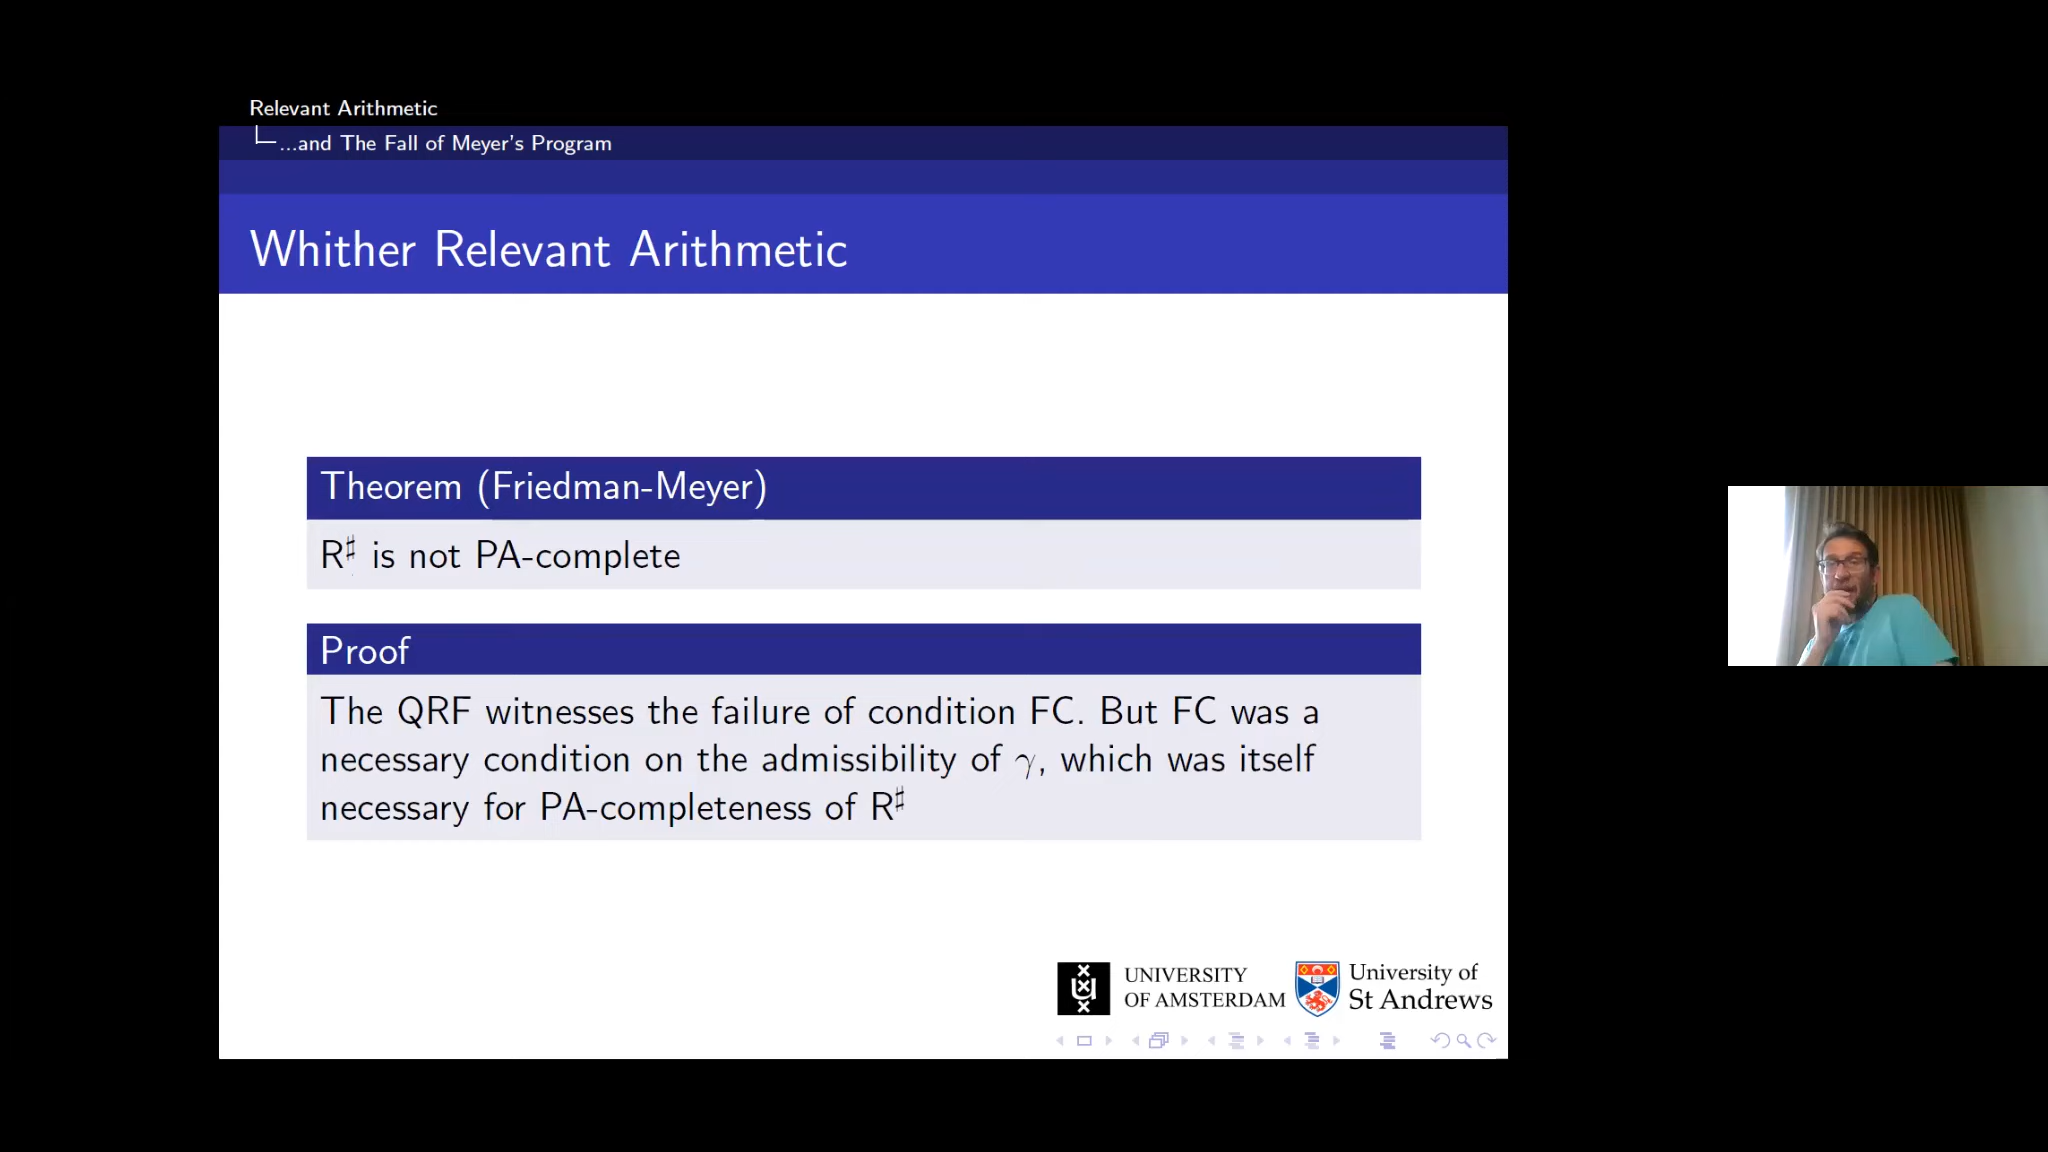 Relevant Arithmetic
...and The Fall of Meyer's Program
Whither Relevant Arithmetic
Theorem (Friedman-Meyer)
R♯ is not PA-complete
Proof
The QRF witnesses the failure of condition FC. But FC was a
necessary condition on the admissibility of γ, which was itself
necessary for PA-completeness of R♯
UNIVERSITY
OF AMSTERDAM
University of
St Andrews